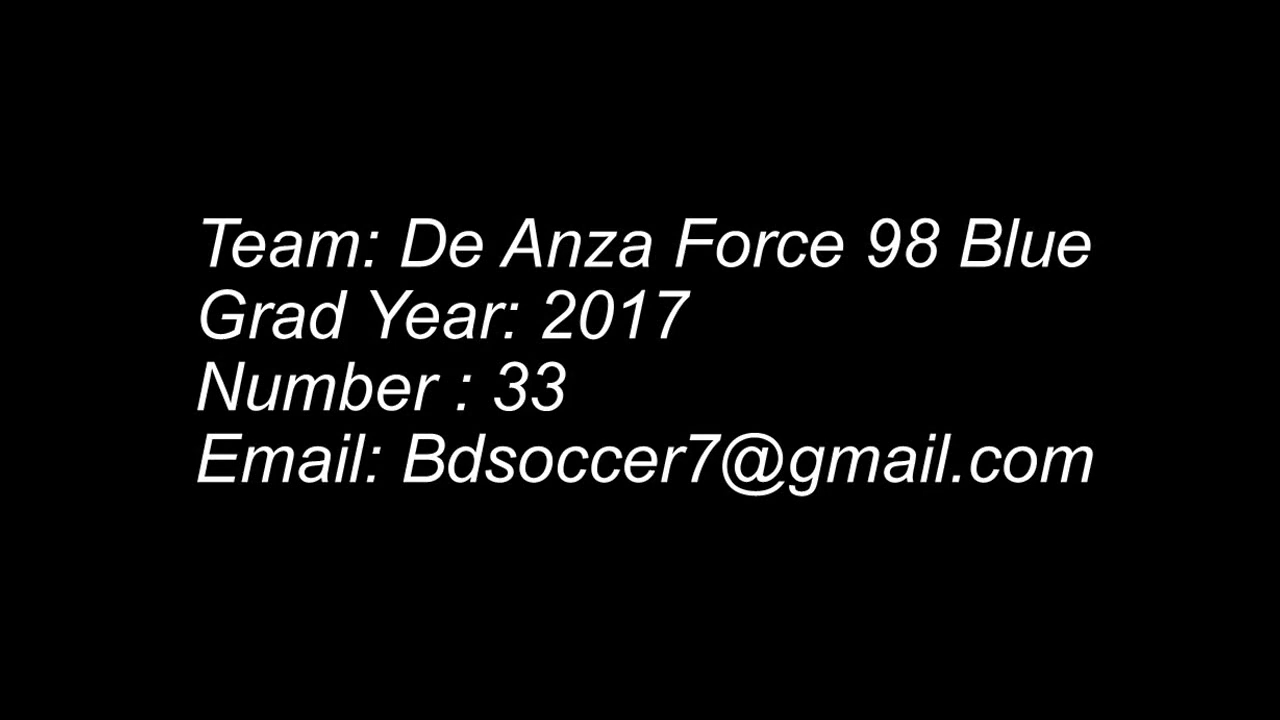 Team: De Anza Force 98 Blue
Grad Year: 2017
Number : 33
Email: Bdsoccer7@gmail.com